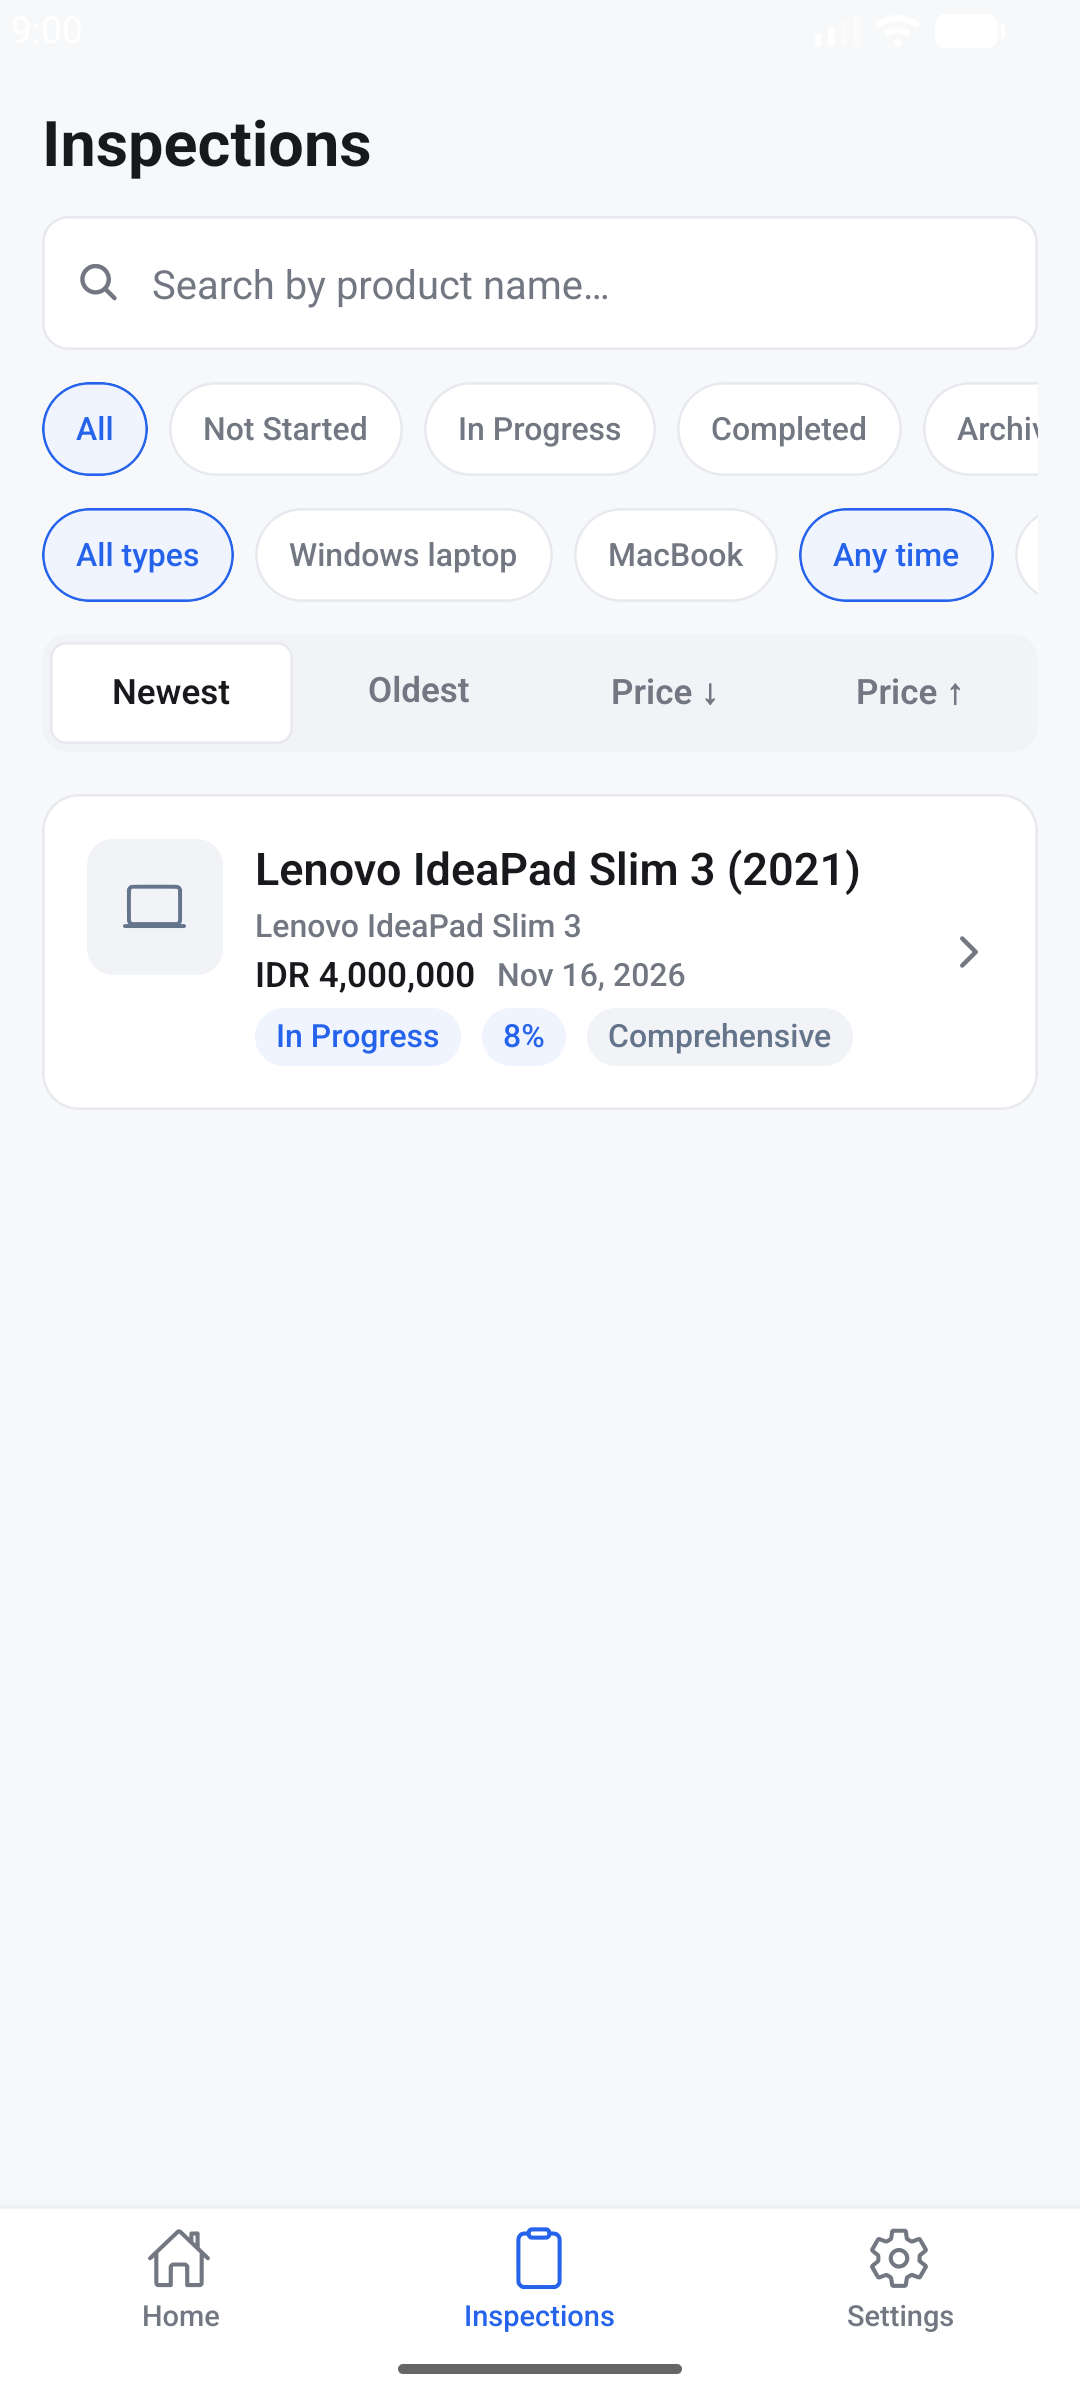 9:00
Inspections
Search by product name...
All Not Started In Progress Completed Archiv
All types Windows laptop MacBook Any time
Newest Oldest Price ↓ Price ↑
Lenovo IdeaPad Slim 3 (2021)
Lenovo IdeaPad Slim 3
IDR 4,000,000 Nov 16, 2026
In Progress 8% Comprehensive
Home Inspections Settings